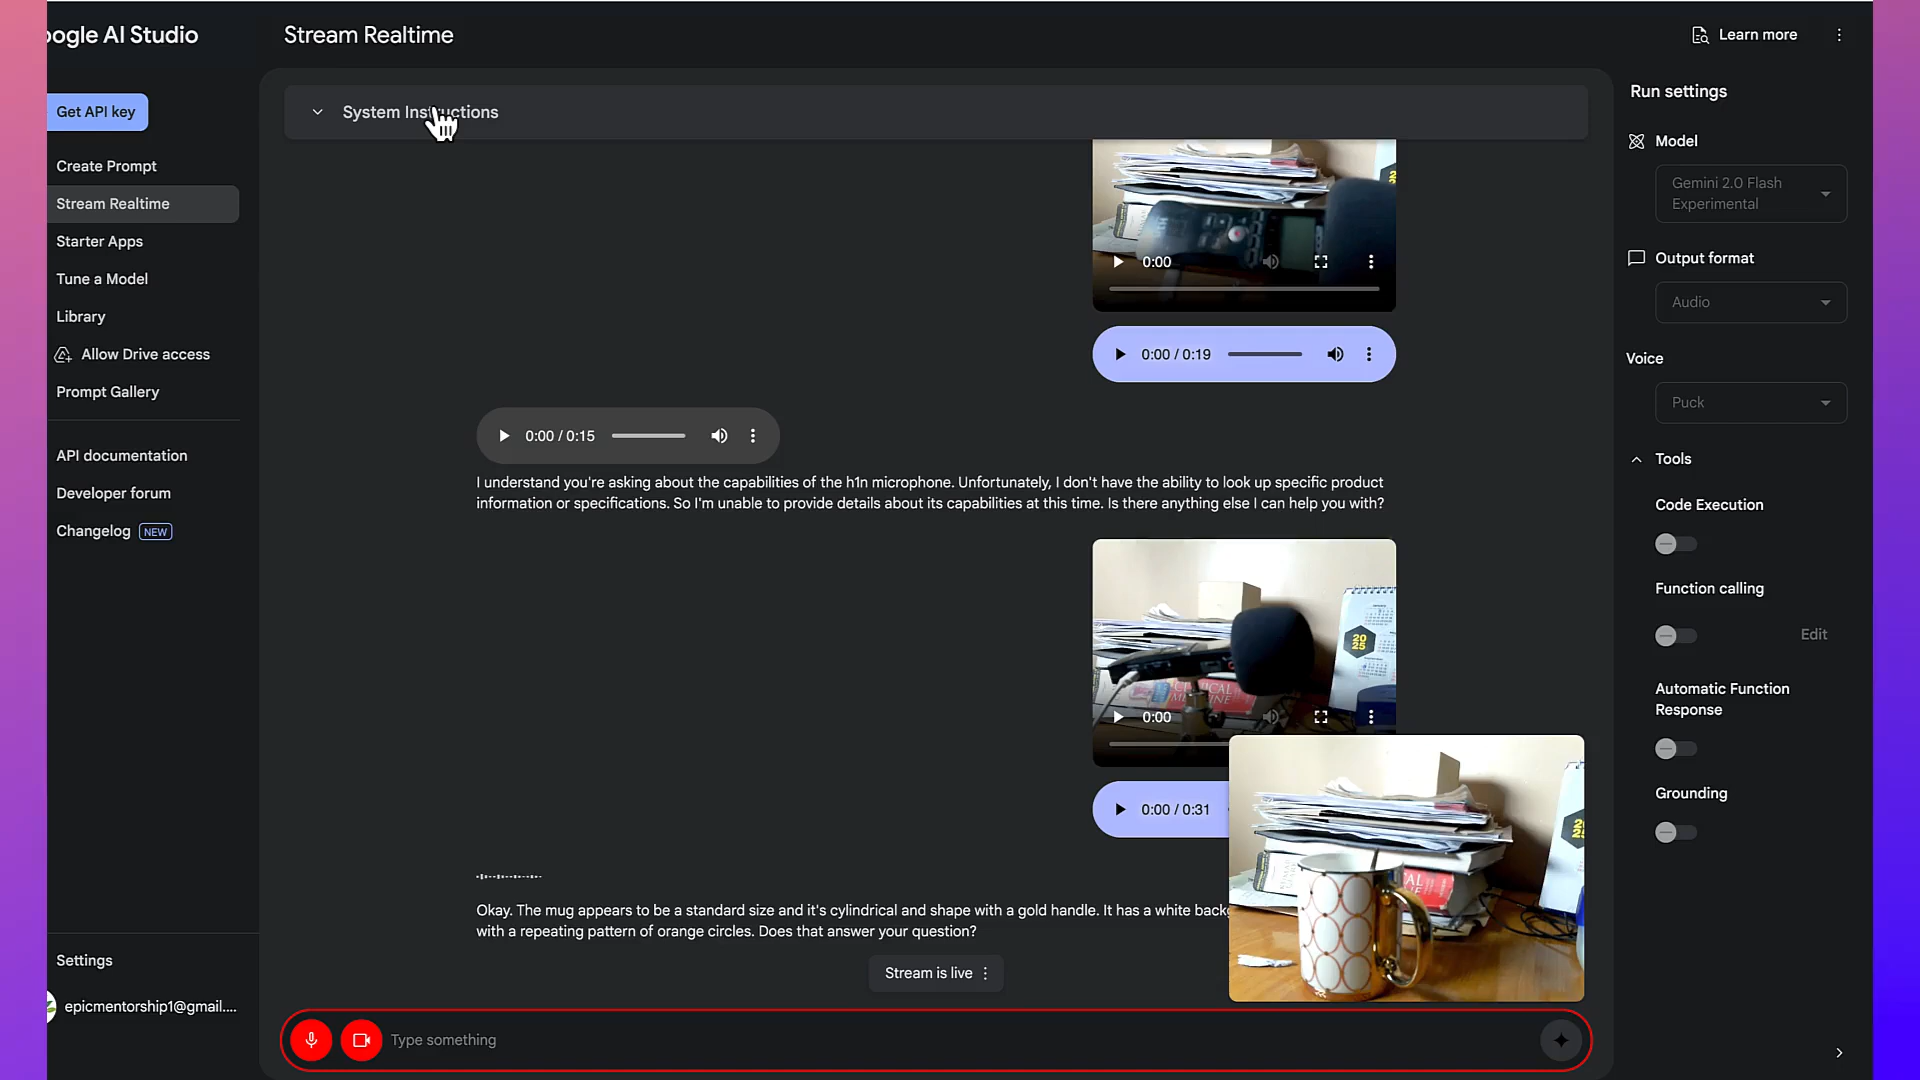 oogle AI Studio
Stream Realtime
Learn more
Get API key
Create Prompt
Stream Realtime
Starter Apps
Tune a Model
Library
Allow Drive access
Prompt Gallery
API documentation
Developer forum
Changelog NEW
Settings
epicmentorship1@gmail....
System Instructions
0:00
0:00 / 0:19
0:00 / 0:15
I understand you're asking about the capabilities of the h1n microphone. Unfortunately, I don't have the ability to look up specific product
information or specifications. So I'm unable to provide details about its capabilities at this time. Is there anything else I can help you with?
20
25
0:00
0:00 / 0:31
Okay. The mug appears to be a standard size and it's cylindrical and shape with a gold handle. It has a white backg
with a repeating pattern of orange circles. Does that answer your question?
Stream is live
Type something
Run settings
Model
Gemini 2.0 Flash
Experimental
Output format
Audio
Voice
Puck
Tools
Code Execution
Function calling
Edit
Automatic Function
Response
Grounding